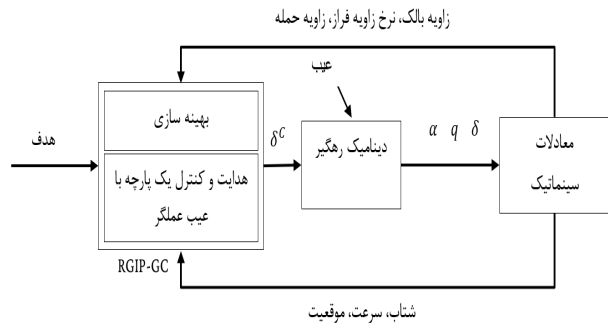 زاویه بالک، نرخ زاویه فراز، زاویه حمله
عیب
هدف
بهینه سازی
هدایت و کنترل یک پارچه با
عیب عملگر
δᶜ
دینامیک رهگیر
α q δ
معادلات
سینماتیک
RGIP-GC
شتاب، سرعت، موقعیت